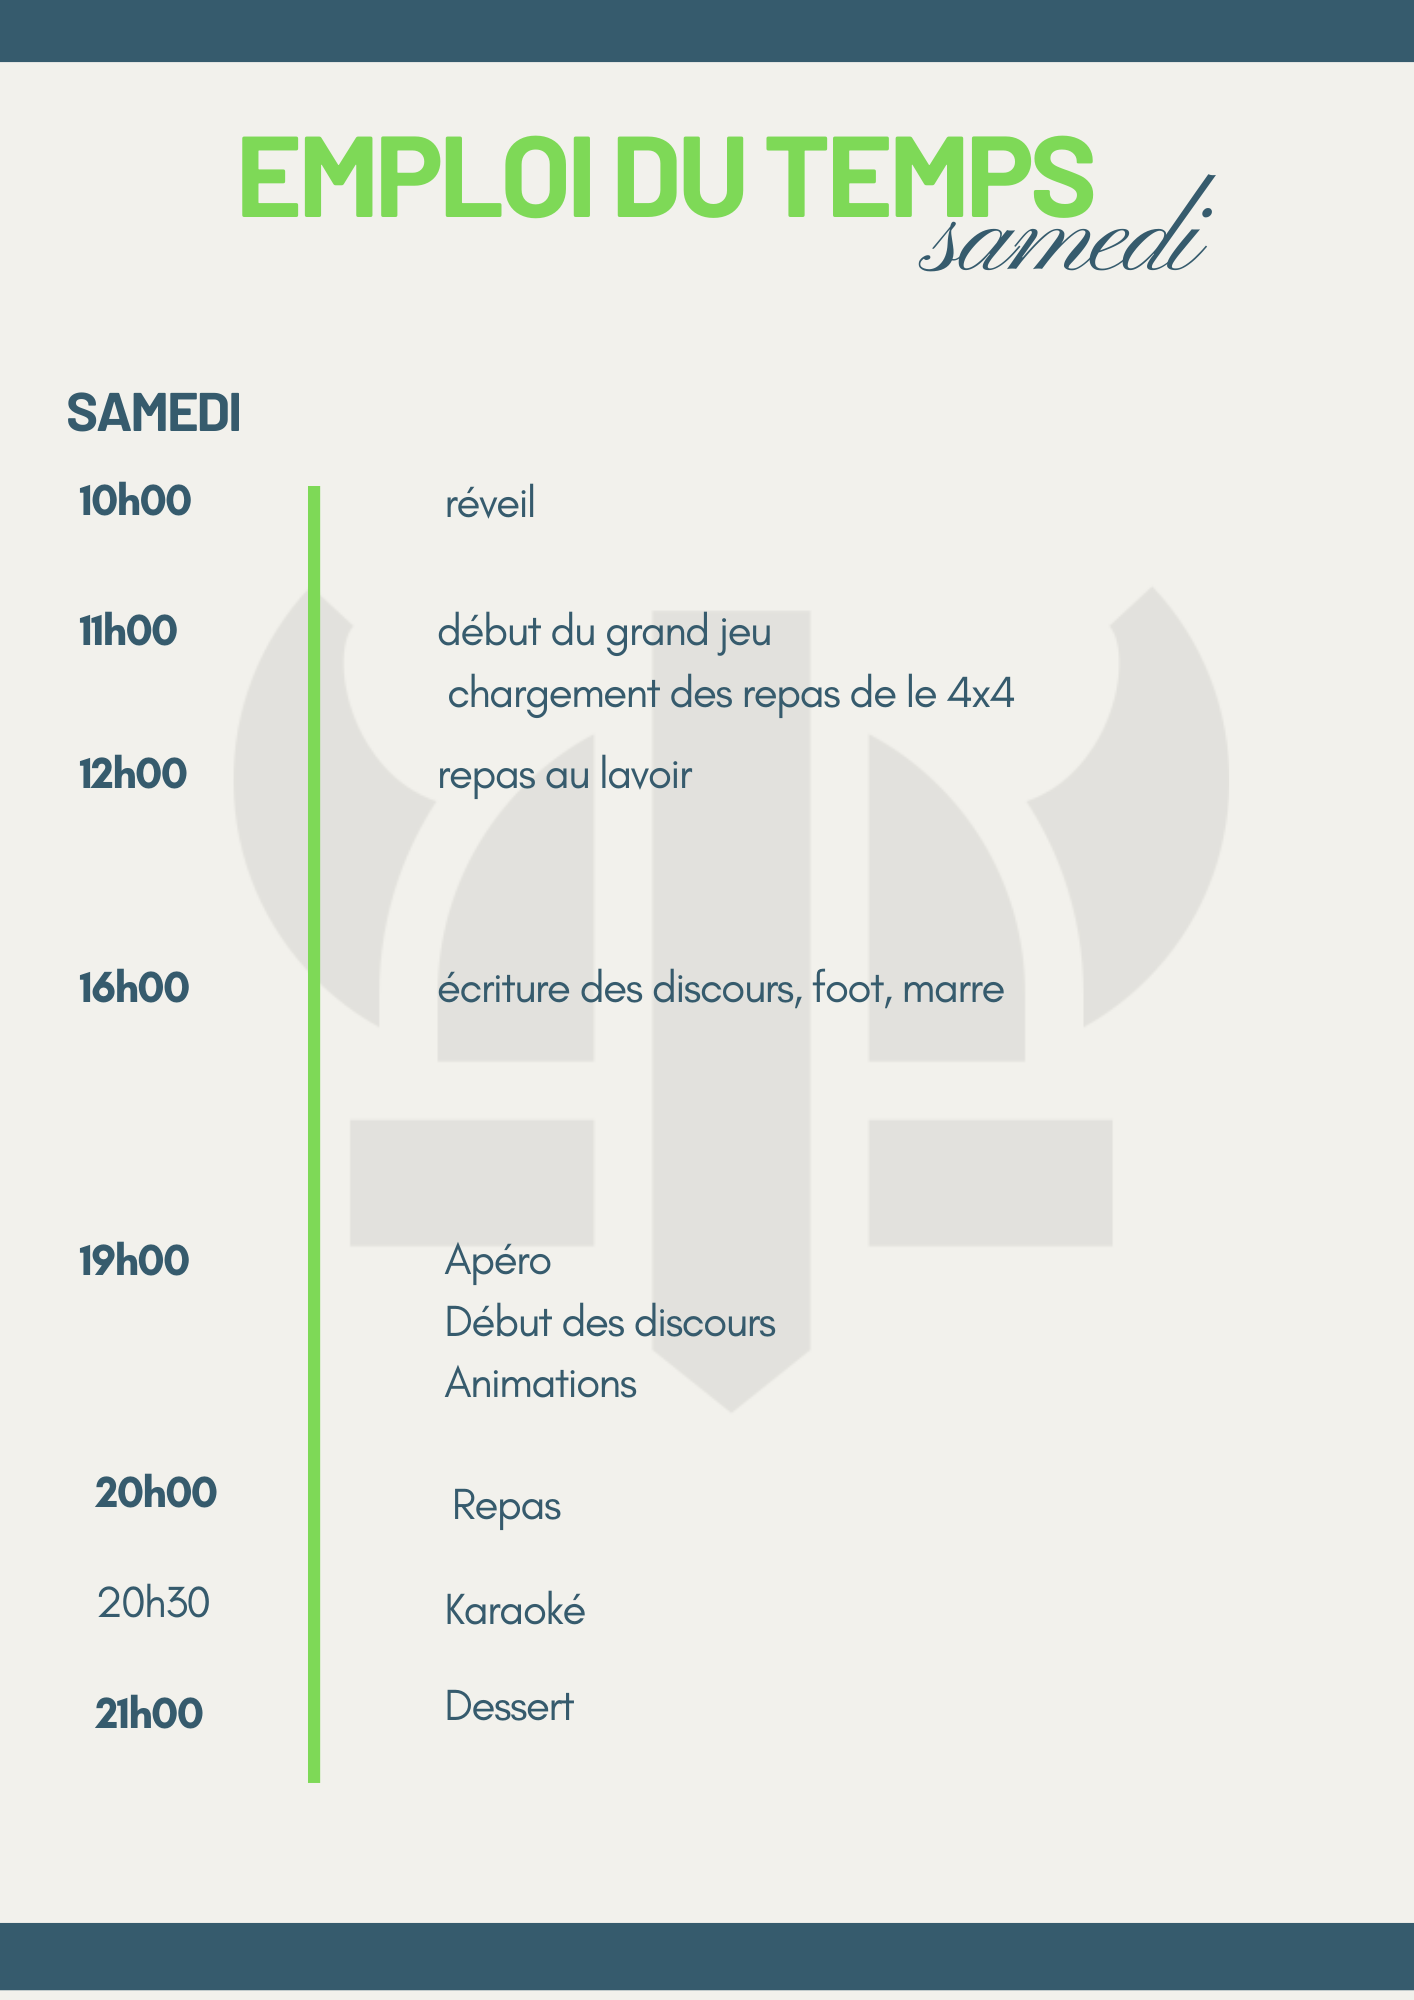 EMPLOI DU TEMPS
samedi
SAMEDI
10h00 réveil
11h00 début du grand jeu
chargement des repas de le 4x4
12h00 repas au lavoir
16h00 écriture des discours, foot, marre
19h00 Apéro
Début des discours
Animations
20h00 Repas
20h30 Karaoké
21h00 Dessert